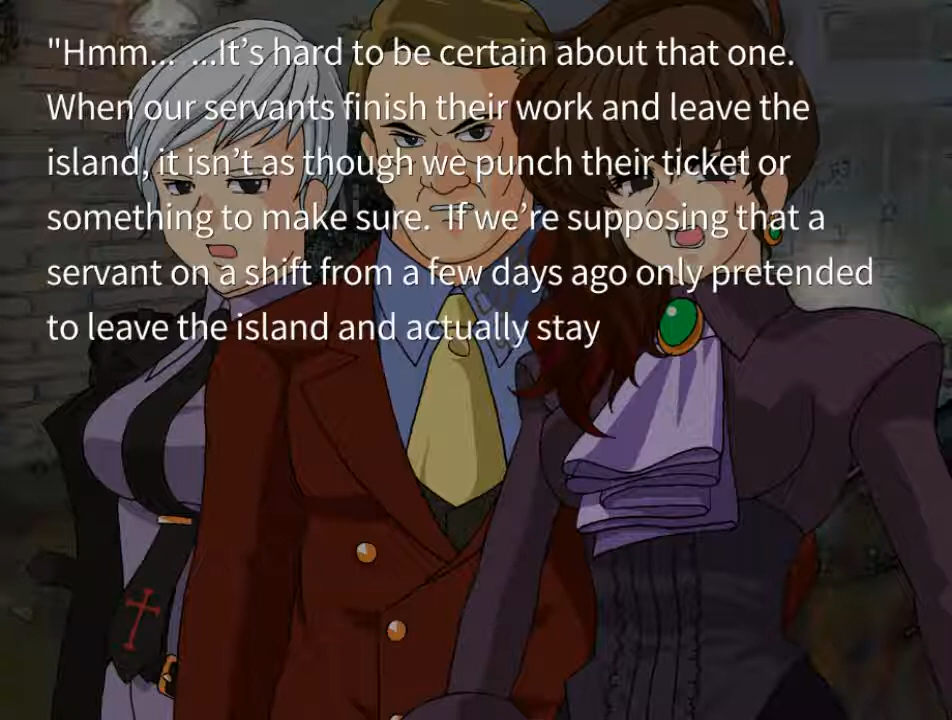 "Hmm... ...It’s hard to be certain about that one.
When our servants finish their work and leave the
island, it isn’t as though we punch their ticket or
something to make sure.  If we’re supposing that a
servant on a shift from a few days ago only pretended
to leave the island and actually stay